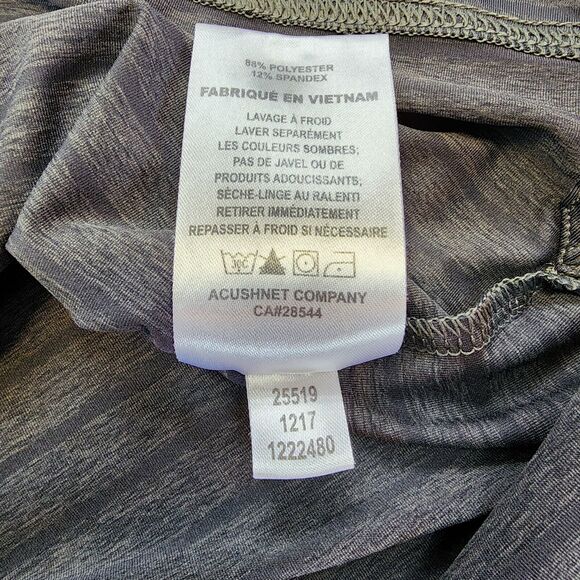 88% POLYESTER
12% SPANDEX
FABRIQUÉ EN VIETNAM
LAVAGE À FROID
LAVER SEPARÉMENT
LES COULEURS SOMBRES;
PAS DE JAVEL OU DE
PRODUITS ADOUCISSANTS;
SÈCHE-LINGE AU RALENTI
RETIRER IMMÉDIATEMENT
REPASSER À FROID SI NÉCESSAIRE
ACUSHNET COMPANY
CA#28544
25519
1217
1222480